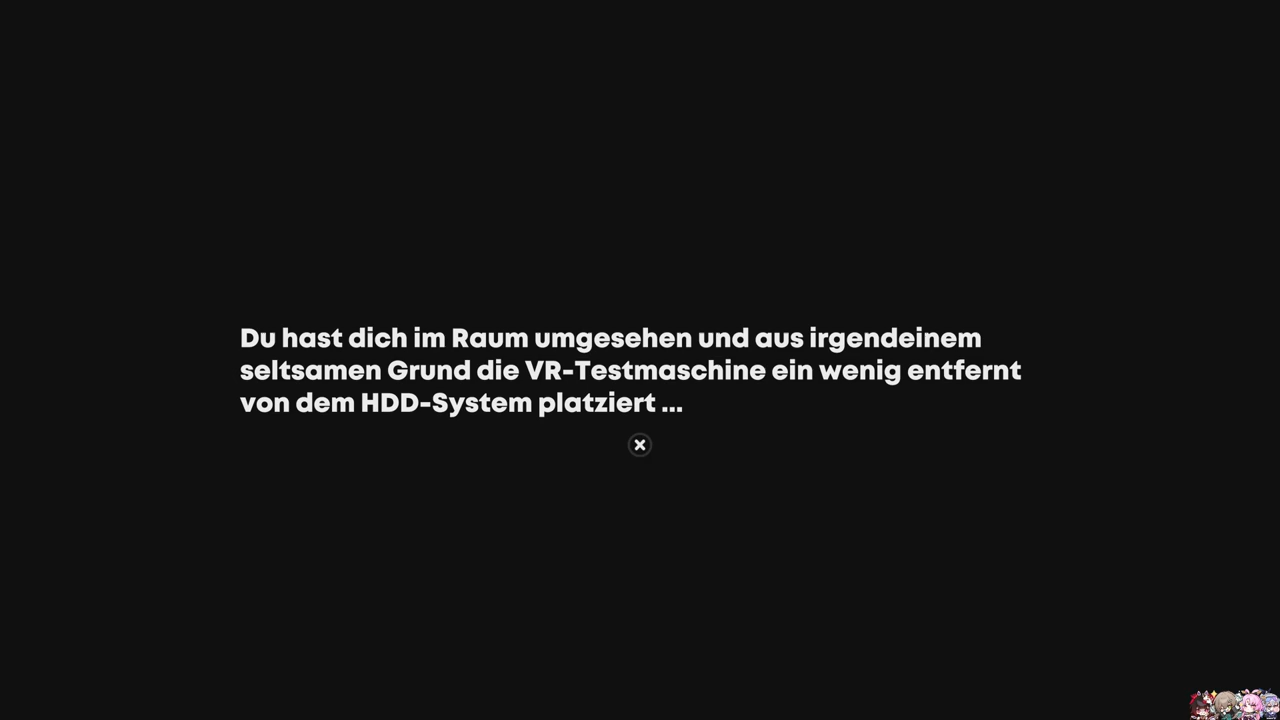 Du hast dich im Raum umgesehen und aus irgendeinem
seltsamen Grund die VR-Testmaschine ein wenig entfernt
von dem HDD-System platziert ...